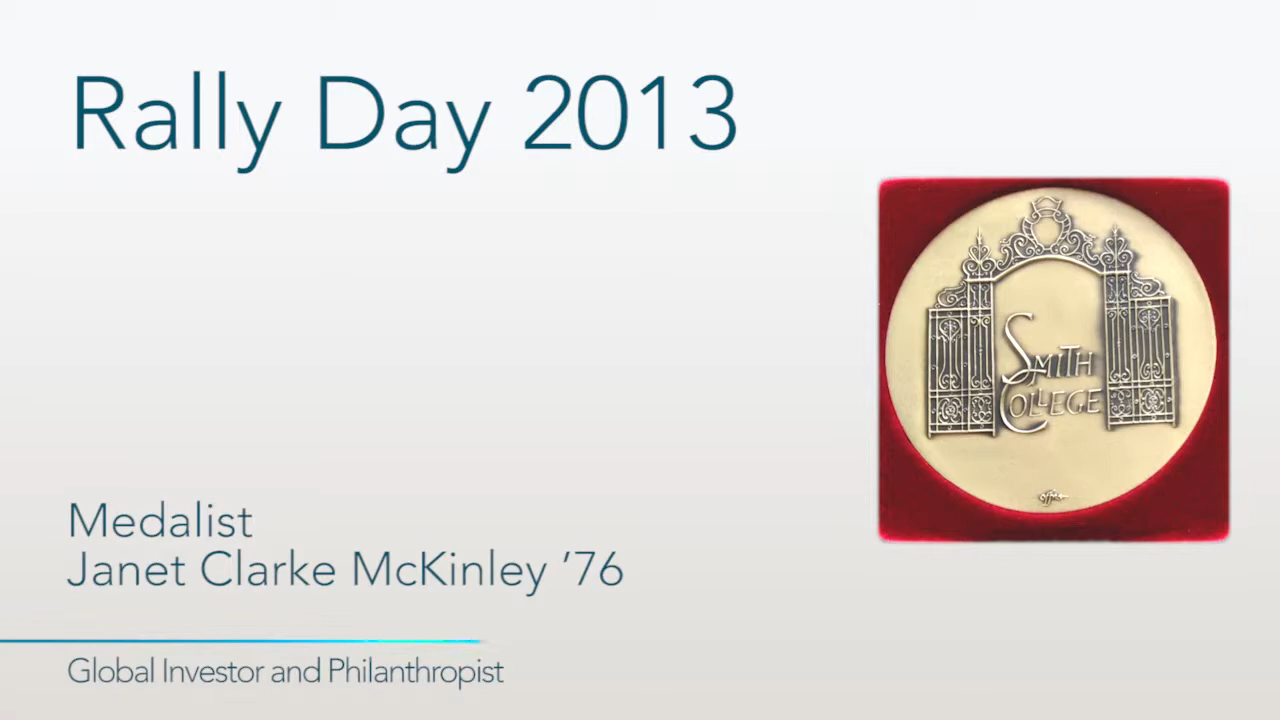 Rally Day 2013
SMITH
COLLEGE
Medalist
Janet Clarke McKinley ’76
Global Investor and Philanthropist